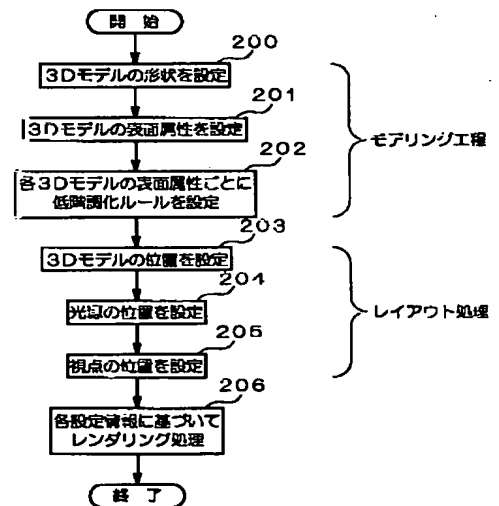 開 始
200
3Dモデルの形状を設定
201
3Dモデルの表面属性を設定
202
各3Dモデルの表面属性ごとに
低階調化ルールを設定
モデリング工程
203
3Dモデルの位置を設定
204
光源の位置を設定
205
視点の位置を設定
レイアウト処理
206
各設定情報に基づいて
レンダリング処理
終 了